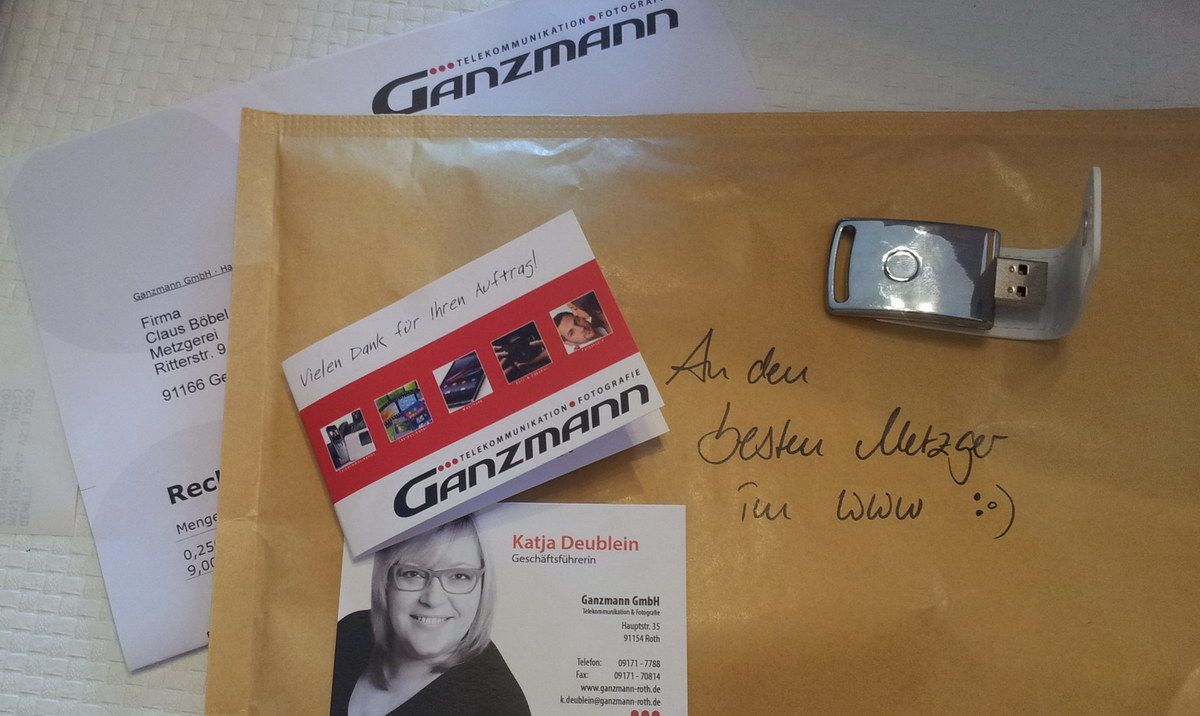 TELEKOMMUNIKATION • FOTOGRAFIE
GANZMANN
Ganzmann GmbH · Ha
Firma
Claus Böbel
Metzgerei
Ritterstr. 9
91166 Ge
Rech
Menge
0,25
9,00
Vielen Dank für Ihren Auftrag!
TELEKOMMUNIKATION • FOTOGRAFIE
GANZMANN
An den
besten Metzger
im WWW :o)
Katja Deublein
Geschäftsführerin
Ganzmann GmbH
Telekommunikation & Fotografie
Hauptstr. 35
91154 Roth
Telefon: 09171 - 7788
Fax: 09171 - 70814
www.ganzmann-roth.de
k.deublein@ganzmann-roth.de